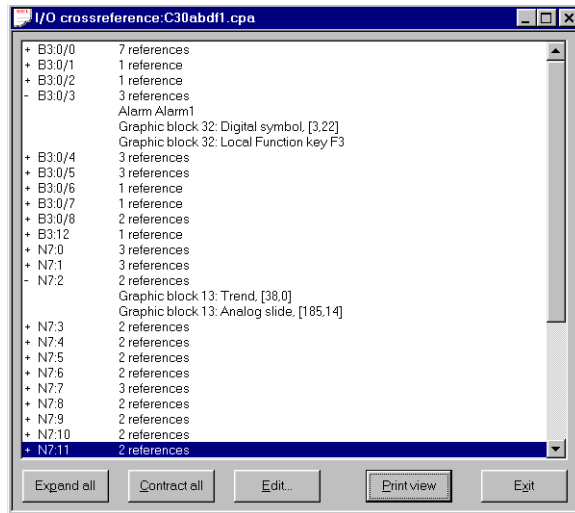 I/O crossreference:C30abdf1.cpa
+ B3:0/0 7 references
+ B3:0/1 1 reference
+ B3:0/2 1 reference
- B3:0/3 3 references
Alarm Alarm1
Graphic block 32: Digital symbol, [3,22]
Graphic block 32: Local Function key F3
+ B3:0/4 3 references
+ B3:0/5 3 references
+ B3:0/6 1 reference
+ B3:0/7 1 reference
+ B3:0/8 2 references
+ B3:12 1 reference
+ N7:0 3 references
+ N7:1 3 references
- N7:2 2 references
Graphic block 13: Trend, [38,0]
Graphic block 13: Analog slide, [185,14]
+ N7:3 2 references
+ N7:4 2 references
+ N7:5 2 references
+ N7:6 2 references
+ N7:7 3 references
+ N7:8 2 references
+ N7:9 2 references
+ N7:10 2 references
+ N7:11 2 references
Expand all Contract all Edit... Print view Exit